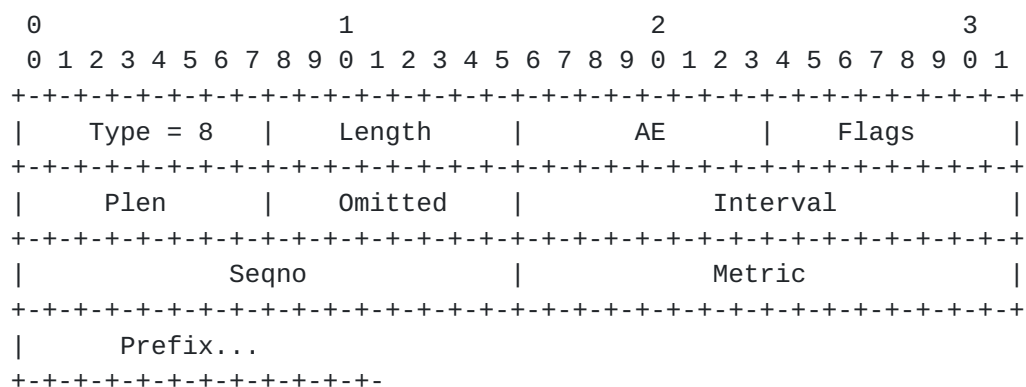 0                   1                   2                   3
 0 1 2 3 4 5 6 7 8 9 0 1 2 3 4 5 6 7 8 9 0 1 2 3 4 5 6 7 8 9 0 1
+-+-+-+-+-+-+-+-+-+-+-+-+-+-+-+-+-+-+-+-+-+-+-+-+-+-+-+-+-+-+-+-+
|    Type = 8   |    Length     |       AE      |    Flags      |
+-+-+-+-+-+-+-+-+-+-+-+-+-+-+-+-+-+-+-+-+-+-+-+-+-+-+-+-+-+-+-+-+
|     Plen      |    Omitted    |            Interval           |
+-+-+-+-+-+-+-+-+-+-+-+-+-+-+-+-+-+-+-+-+-+-+-+-+-+-+-+-+-+-+-+-+
|             Seqno             |            Metric             |
+-+-+-+-+-+-+-+-+-+-+-+-+-+-+-+-+-+-+-+-+-+-+-+-+-+-+-+-+-+-+-+-+
|      Prefix...
+-+-+-+-+-+-+-+-+-+-+-+-